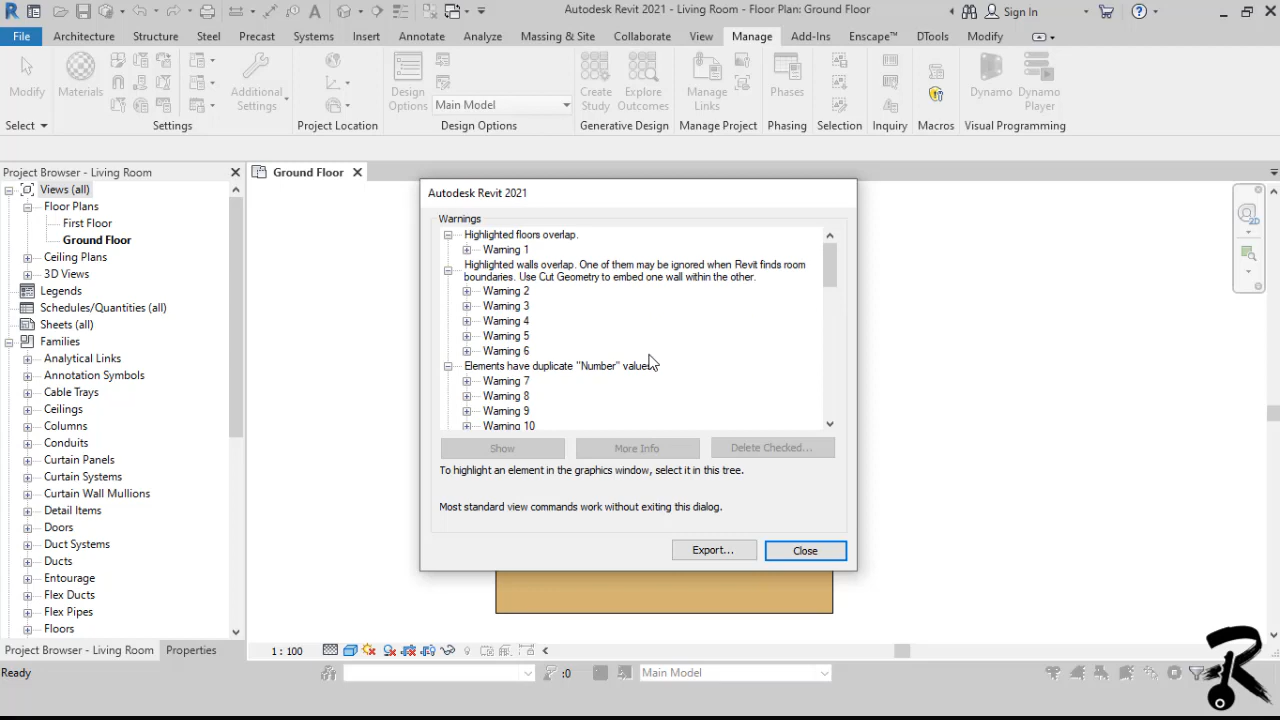 Autodesk Revit 2021 - Living Room - Floor Plan: Ground Floor
Sign In
File Architecture Structure Steel Precast Systems Insert Annotate Analyze Massing & Site Collaborate View Manage Add-Ins Enscape™ DTools Modify
Modify
Materials
Additional Settings
Design Options
Main Model
Create Study
Explore Outcomes
Manage Links
Phases
Dynamo
Dynamo Player
Select Settings Project Location Design Options Generative Design Manage Project Phasing Selection Inquiry Macros Visual Programming
Project Browser - Living Room
Ground Floor
Views (all)
Floor Plans
First Floor
Ground Floor
Ceiling Plans
3D Views
Legends
Schedules/Quantities (all)
Sheets (all)
Families
Analytical Links
Annotation Symbols
Cable Trays
Ceilings
Columns
Conduits
Curtain Panels
Curtain Systems
Curtain Wall Mullions
Detail Items
Doors
Duct Systems
Ducts
Entourage
Flex Ducts
Flex Pipes
Floors
2D
Autodesk Revit 2021
Warnings
Highlighted floors overlap.
Warning 1
Highlighted walls overlap. One of them may be ignored when Revit finds room
boundaries. Use Cut Geometry to embed one wall within the other.
Warning 2
Warning 3
Warning 4
Warning 5
Warning 6
Elements have duplicate "Number" values.
Warning 7
Warning 8
Warning 9
Warning 10
Show More Info Delete Checked...
To highlight an element in the graphics window, select it in this tree.
Most standard view commands work without exiting this dialog.
Export... Close
Project Browser - Living Room Properties
1 : 100
Ready
:0
Main Model